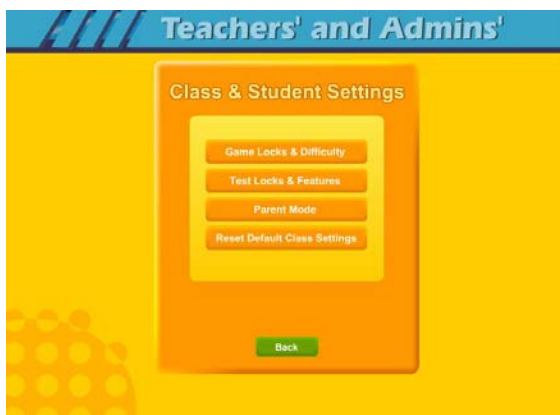 Teachers' and Admins'
Class & Student Settings
Game Locks & Difficulty
Test Locks & Features
Parent Mode
Reset Default Class Settings
Back